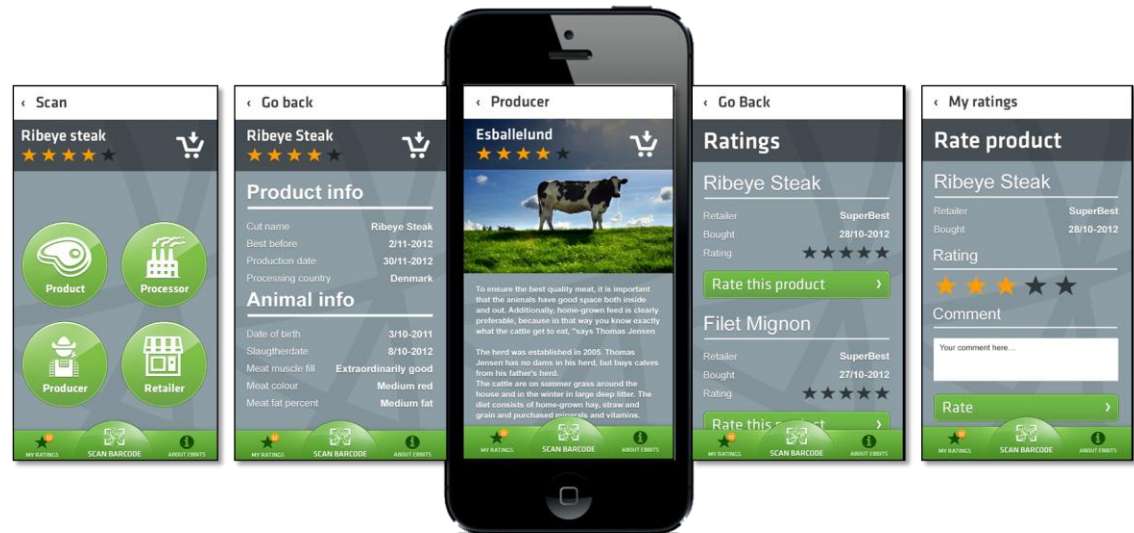 ‹ Scan
Ribeye steak
Product
Processor
Producer
Retailer
MY RATINGS
SCAN BARCODE
ABOUT EBBITS
‹ Go back
Ribeye Steak
Product info
Cut name Ribeye Steak
Best before 2/11-2012
Production date 30/11-2012
Processing country Denmark
Animal info
Date of birth 3/10-2011
Slaugtherdate 8/10-2012
Meat muscle fill Extraordinarily good
Meat colour Medium red
Meat fat percent Medium fat
MY RATINGS
SCAN BARCODE
ABOUT EBBITS
‹ Producer
Esballelund
To ensure the best quality meat, it is important
that the animals have good space both inside
and out. Additionally, home-grown feed is clearly
preferable, because in that way you know exactly
what the cattle get to eat, "says Thomas Jensen
The herd was established in 2005. Thomas
Jensen has no dams in his herd, but buys calves
from his father's herd.
The cattle are on summer grass around the
house and in the winter in large deep litter. The
diet consists of home-grown hay, straw and
grain and purchased minerals and vitamins.
MY RATINGS
SCAN BARCODE
ABOUT EBBITS
‹ Go Back
Ratings
Ribeye Steak
Retailer SuperBest
Bought 28/10-2012
Rating
Rate this product ›
Filet Mignon
Retailer SuperBest
Bought 27/10-2012
Rating
Rate this product ›
MY RATINGS
SCAN BARCODE
ABOUT EBBITS
‹ My ratings
Rate product
Ribeye Steak
Retailer SuperBest
Bought 28/10-2012
Rating
Comment
Your comment here...
Rate ›
MY RATINGS
SCAN BARCODE
ABOUT EBBITS